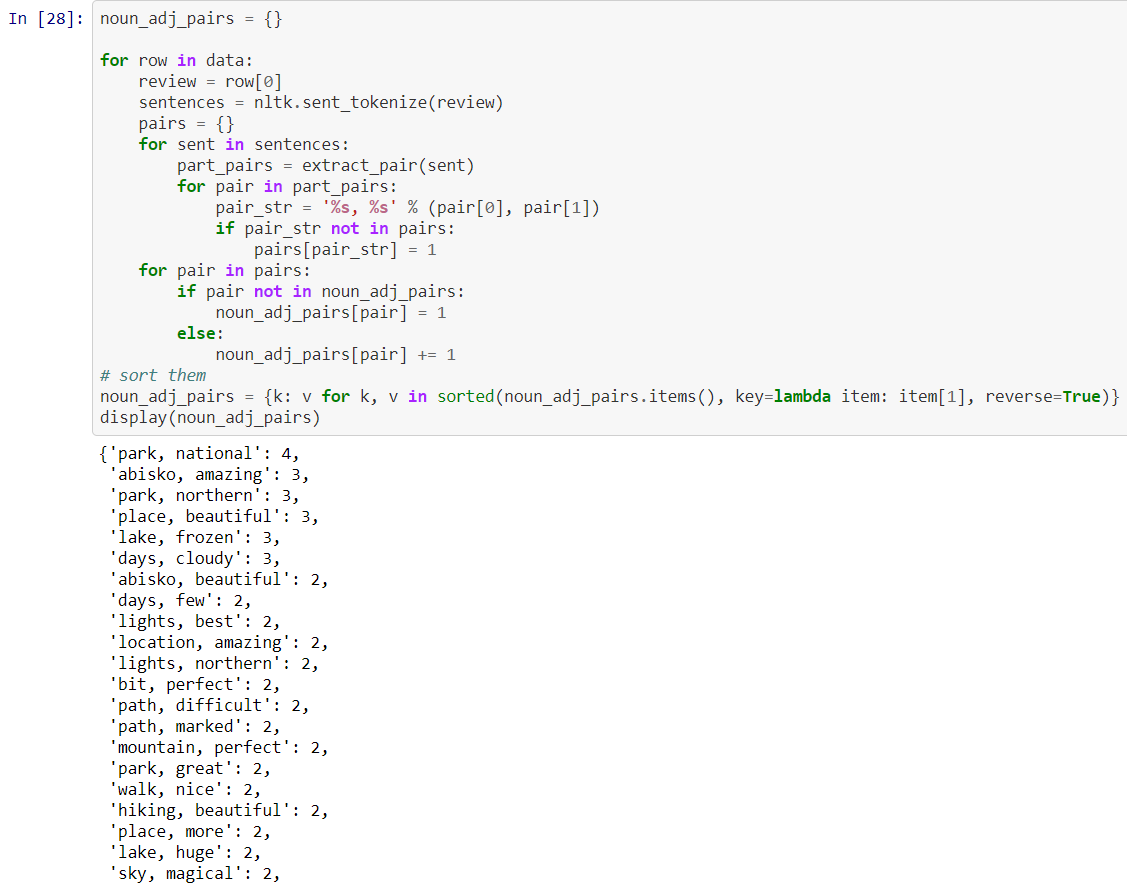 In [28]: noun_adj_pairs = {}
for row in data:
    review = row[0]
    sentences = nltk.sent_tokenize(review)
    pairs = {}
    for sent in sentences:
        part_pairs = extract_pair(sent)
        for pair in part_pairs:
            pair_str = '%s, %s' % (pair[0], pair[1])
            if pair_str not in pairs:
                pairs[pair_str] = 1
    for pair in pairs:
        if pair not in noun_adj_pairs:
            noun_adj_pairs[pair] = 1
        else:
            noun_adj_pairs[pair] += 1
# sort them
noun_adj_pairs = {k: v for k, v in sorted(noun_adj_pairs.items(), key=lambda item: item[1], reverse=True)}
display(noun_adj_pairs)
{'park, national': 4,
 'abisko, amazing': 3,
 'park, northern': 3,
 'place, beautiful': 3,
 'lake, frozen': 3,
 'days, cloudy': 3,
 'abisko, beautiful': 2,
 'days, few': 2,
 'lights, best': 2,
 'location, amazing': 2,
 'lights, northern': 2,
 'bit, perfect': 2,
 'path, difficult': 2,
 'path, marked': 2,
 'mountain, perfect': 2,
 'park, great': 2,
 'walk, nice': 2,
 'hiking, beautiful': 2,
 'place, more': 2,
 'lake, huge': 2,
 'sky, magical': 2,